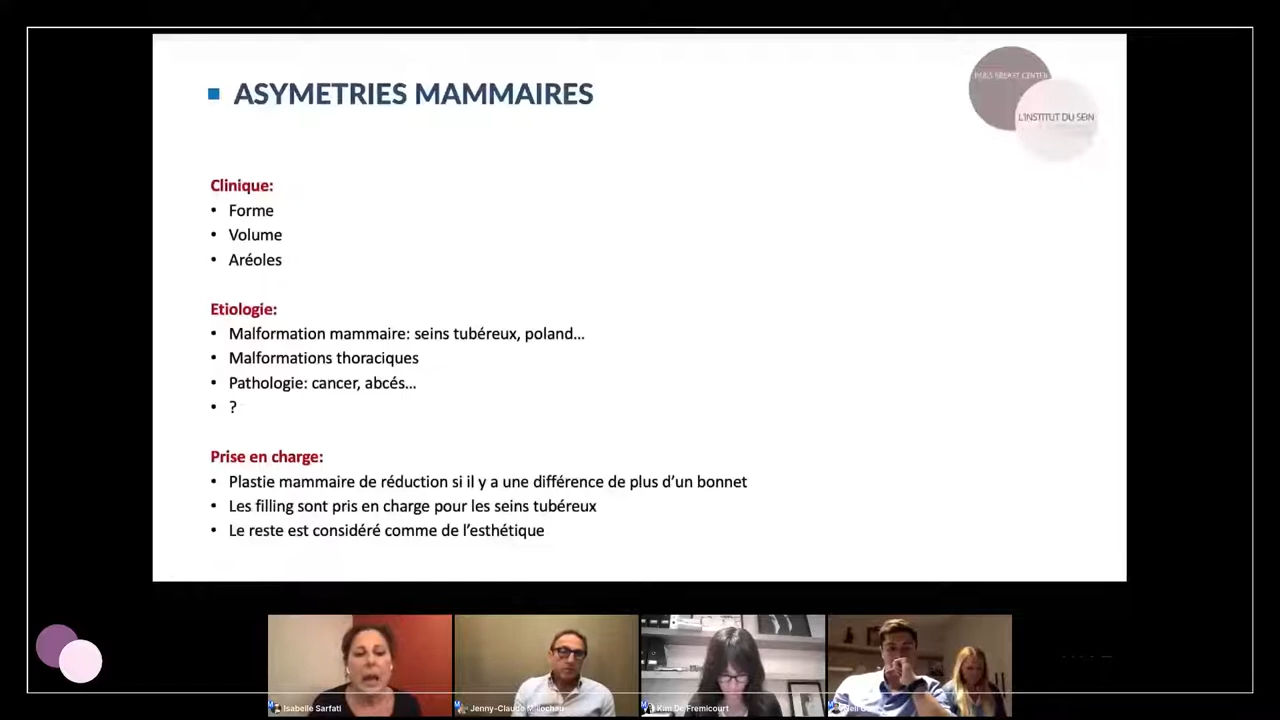 ASYMETRIES MAMMAIRES
PARIS BREAST CENTER
L'INSTITUT DU SEIN
Clinique:
• Forme
• Volume
• Aréoles
Etiologie:
• Malformation mammaire: seins tubéreux, poland...
• Malformations thoraciques
• Pathologie: cancer, abcés...
• ?
Prise en charge:
• Plastie mammaire de réduction si il y a une différence de plus d'un bonnet
• Les filling sont pris en charge pour les seins tubéreux
• Le reste est considéré comme de l'esthétique
Isabelle Sarfati
Jenny-Claude
Kim De Fremicourt